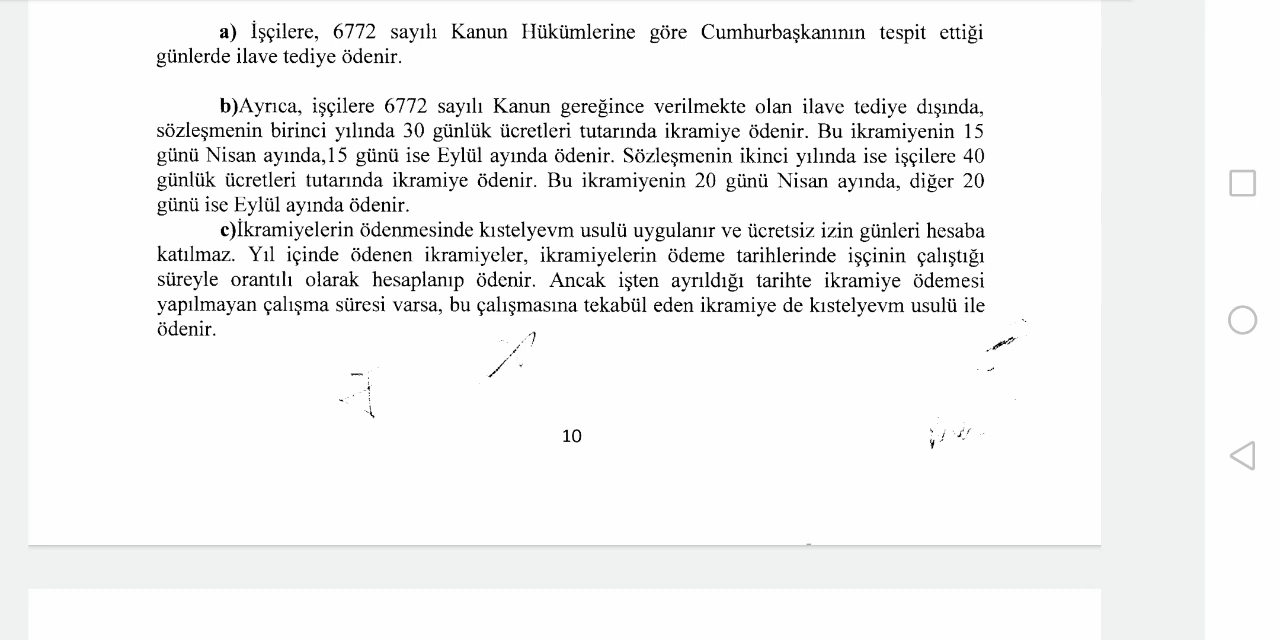 a) İşçilere, 6772 sayılı Kanun Hükümlerine göre Cumhurbaşkanının tespit ettiği
günlerde ilave tediye ödenir.
b)Ayrıca, işçilere 6772 sayılı Kanun gereğince verilmekte olan ilave tediye dışında,
sözleşmenin birinci yılında 30 günlük ücretleri tutarında ikramiye ödenir. Bu ikramiyenin 15
günü Nisan ayında,15 günü ise Eylül ayında ödenir. Sözleşmenin ikinci yılında ise işçilere 40
günlük ücretleri tutarında ikramiye ödenir. Bu ikramiyenin 20 günü Nisan ayında, diğer 20
günü ise Eylül ayında ödenir.
c)İkramiyelerin ödenmesinde kıstelyevm usulü uygulanır ve ücretsiz izin günleri hesaba
katılmaz. Yıl içinde ödenen ikramiyeler, ikramiyelerin ödeme tarihlerinde işçinin çalıştığı
süreyle orantılı olarak hesaplanıp ödenir. Ancak işten ayrıldığı tarihte ikramiye ödemesi
yapılmayan çalışma süresi varsa, bu çalışmasına tekabül eden ikramiye de kıstelyevm usulü ile
ödenir.
10